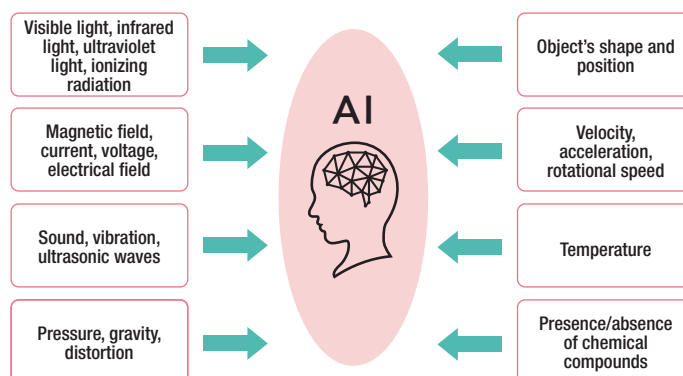 Visible light, infrared
light, ultraviolet
light, ionizing
radiation
Magnetic field,
current, voltage,
electrical field
Sound, vibration,
ultrasonic waves
Pressure, gravity,
distortion
AI
Object’s shape and
position
Velocity,
acceleration,
rotational speed
Temperature
Presence/absence
of chemical
compounds